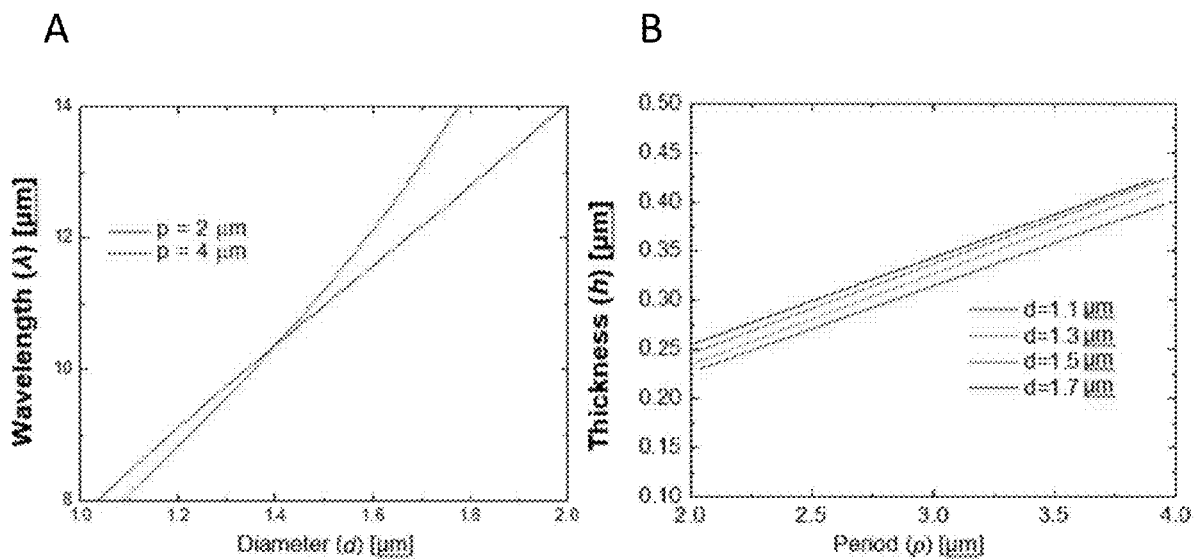 A
Wavelength (A) [µm]
14
12
10
8
p = 2 µm
p = 4 µm
1.0 1.2 1.4 1.6 1.8 2.0
Diameter (d) [µm]
B
Thickness (h) [µm]
0.50
0.45
0.40
0.35
0.30
0.25
0.20
0.15
0.10
d=1.1 µm
d=1.3 µm
d=1.5 µm
d=1.7 µm
2.0 2.5 3.0 3.5 4.0
Period (ρ) [µm]